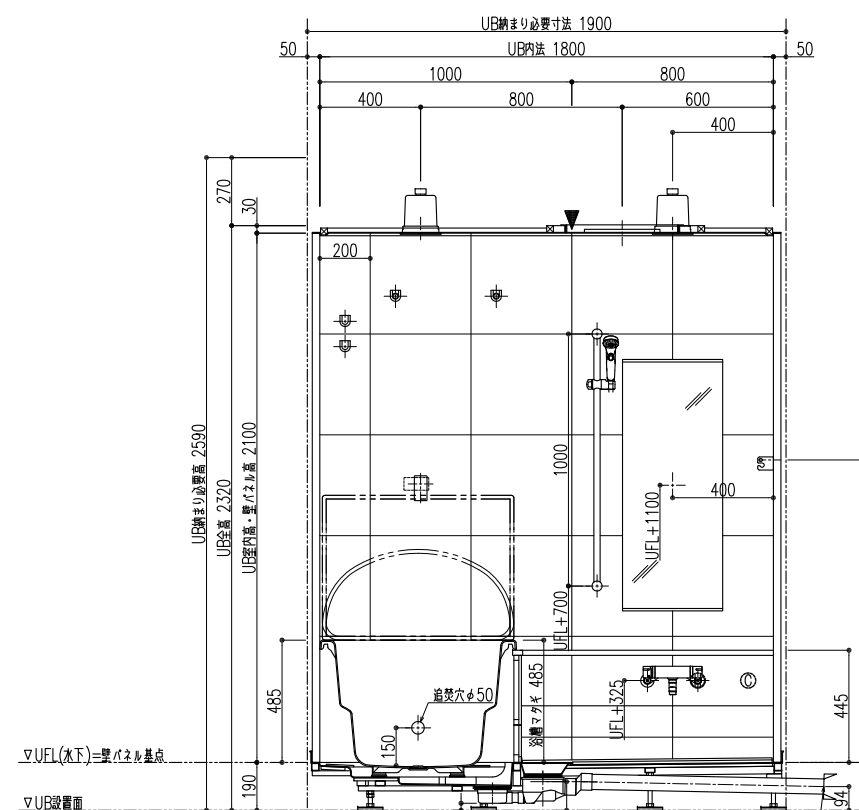 UB納まり必要寸法 1900
50
UB内法 1800
50
1000
800
400
800
600
400
270
30
200
UB納まり必要高 2590
UB全高 2320
UB室内高・壁パネル高 2100
1000
400
UFL+1100
UFL+700
485
追焚穴φ50
150
浴槽マタギ 485
UFL+325
C
445
▽UFL(水下)=壁パネル基点
190
▽UB設置面
94